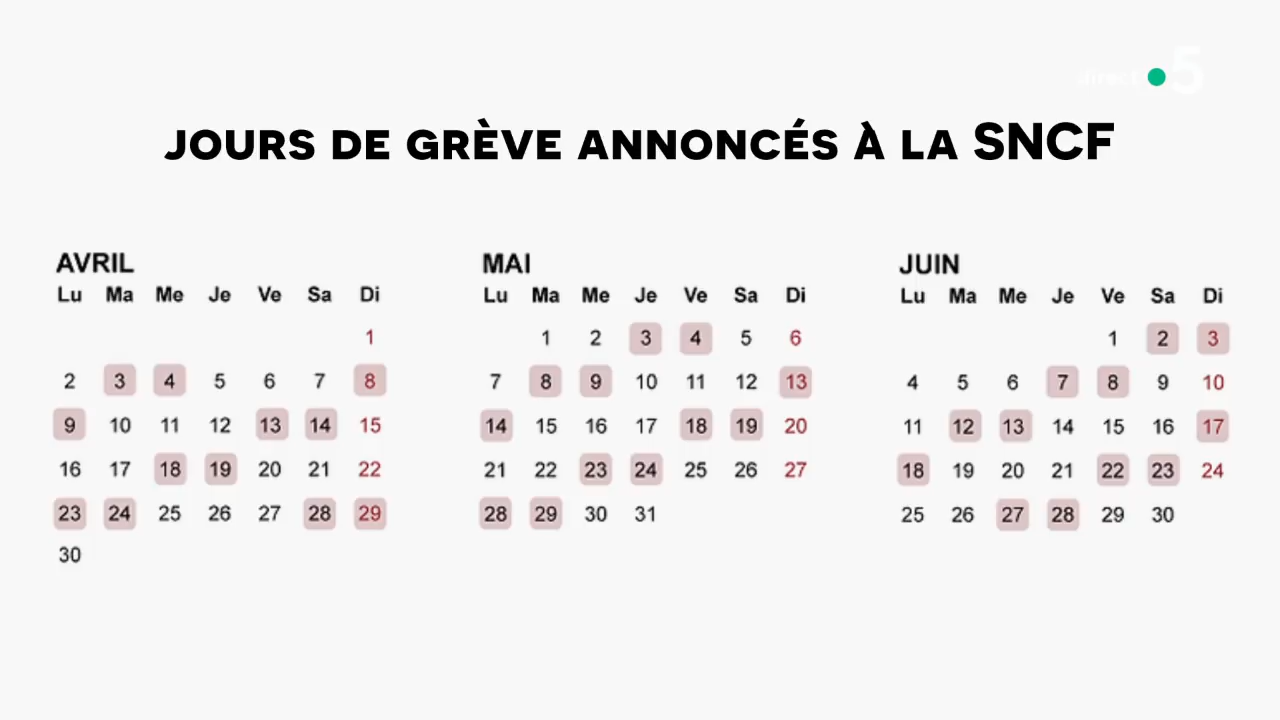 direct 5
JOURS DE GRÈVE ANNONCÉS À LA SNCF
AVRIL
Lu Ma Me Je Ve Sa Di
1
2 3 4 5 6 7 8
9 10 11 12 13 14 15
16 17 18 19 20 21 22
23 24 25 26 27 28 29
30
MAI
Lu Ma Me Je Ve Sa Di
1 2 3 4 5 6
7 8 9 10 11 12 13
14 15 16 17 18 19 20
21 22 23 24 25 26 27
28 29 30 31
JUIN
Lu Ma Me Je Ve Sa Di
1 2 3
4 5 6 7 8 9 10
11 12 13 14 15 16 17
18 19 20 21 22 23 24
25 26 27 28 29 30